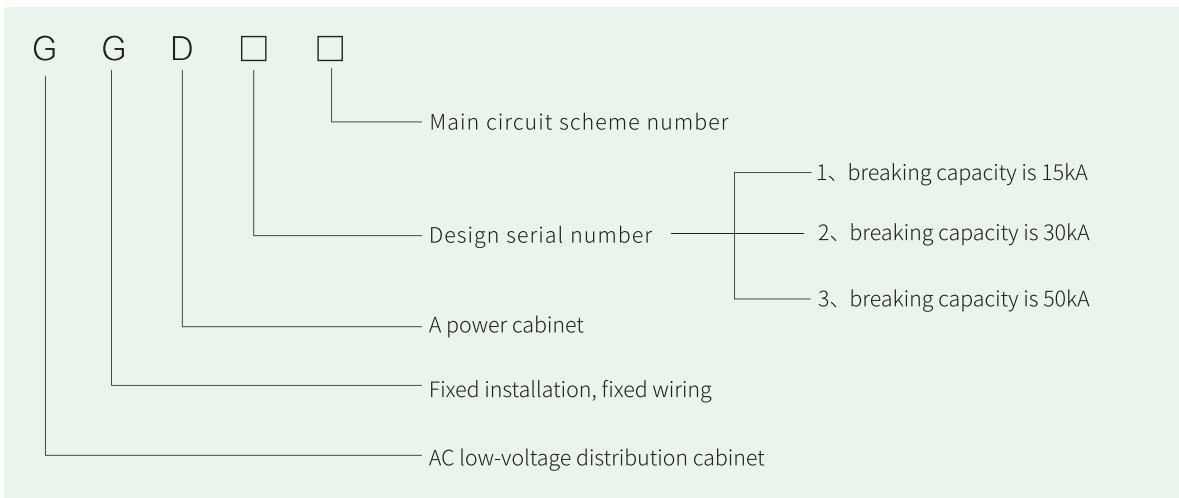 G G D □ □
Main circuit scheme number
1、breaking capacity is 15kA
Design serial number
2、breaking capacity is 30kA
3、breaking capacity is 50kA
A power cabinet
Fixed installation, fixed wiring
AC low-voltage distribution cabinet